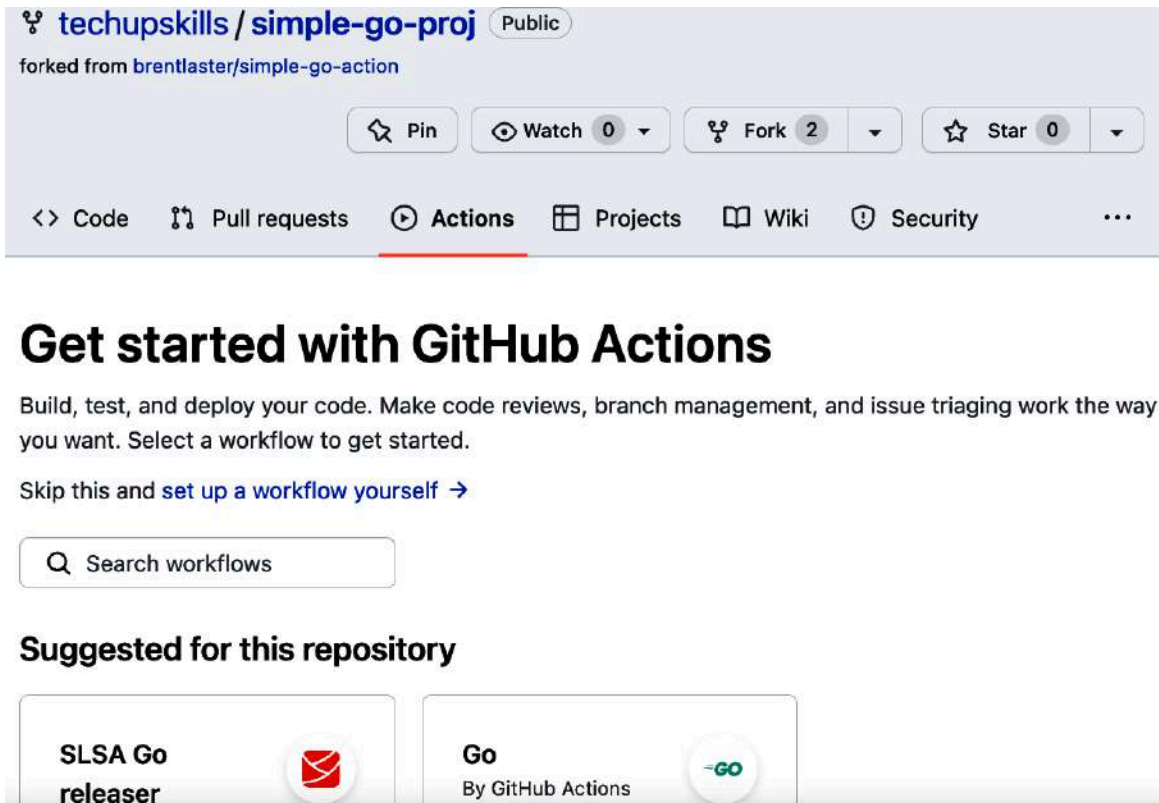 techupskills / simple-go-proj Public
forked from brentlaster/simple-go-action
Pin Watch 0 Fork 2 Star 0
Code Pull requests Actions Projects Wiki Security ...
Get started with GitHub Actions
Build, test, and deploy your code. Make code reviews, branch management, and issue triaging work the way
you want. Select a workflow to get started.
Skip this and set up a workflow yourself →
Search workflows
Suggested for this repository
SLSA Go
releaser
Go
By GitHub Actions
GO